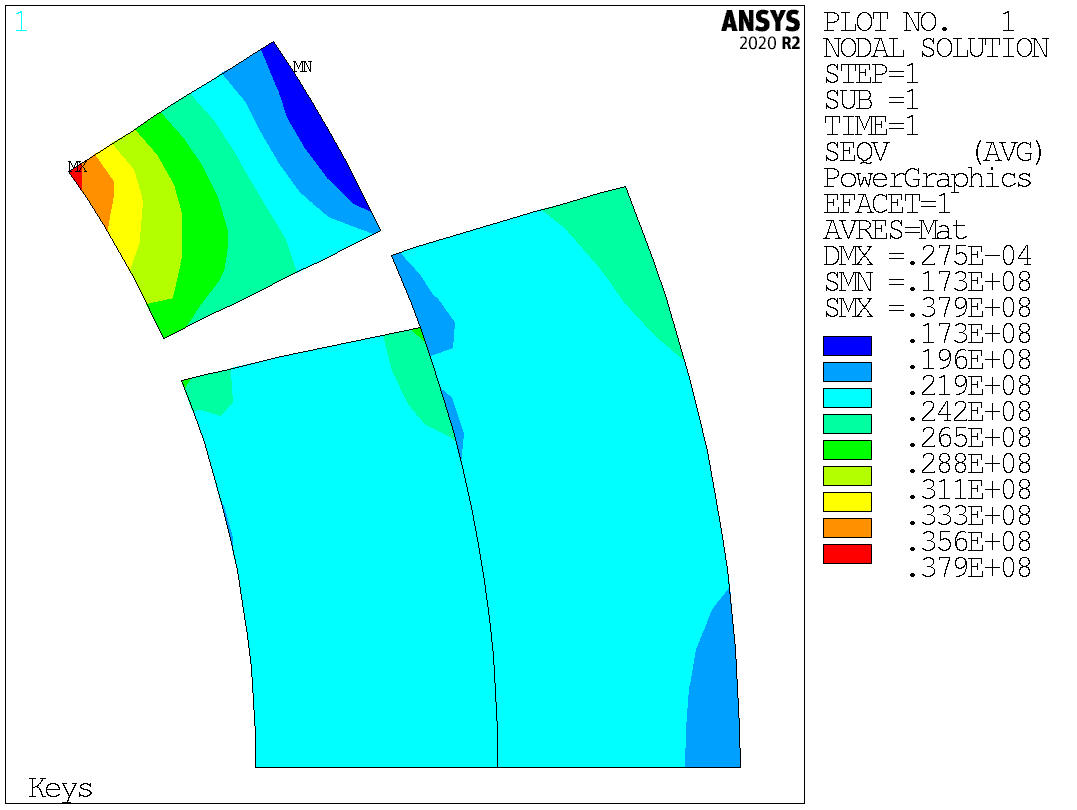 1
ANSYS
2020 R2
MN
MX
Keys
PLOT NO.   1
NODAL SOLUTION
STEP=1
SUB =1
TIME=1
SEQV     (AVG)
PowerGraphics
EFACET=1
AVRES=Mat
DMX =.275E-04
SMN =.173E+08
SMX =.379E+08
.173E+08
.196E+08
.219E+08
.242E+08
.265E+08
.288E+08
.311E+08
.333E+08
.356E+08
.379E+08